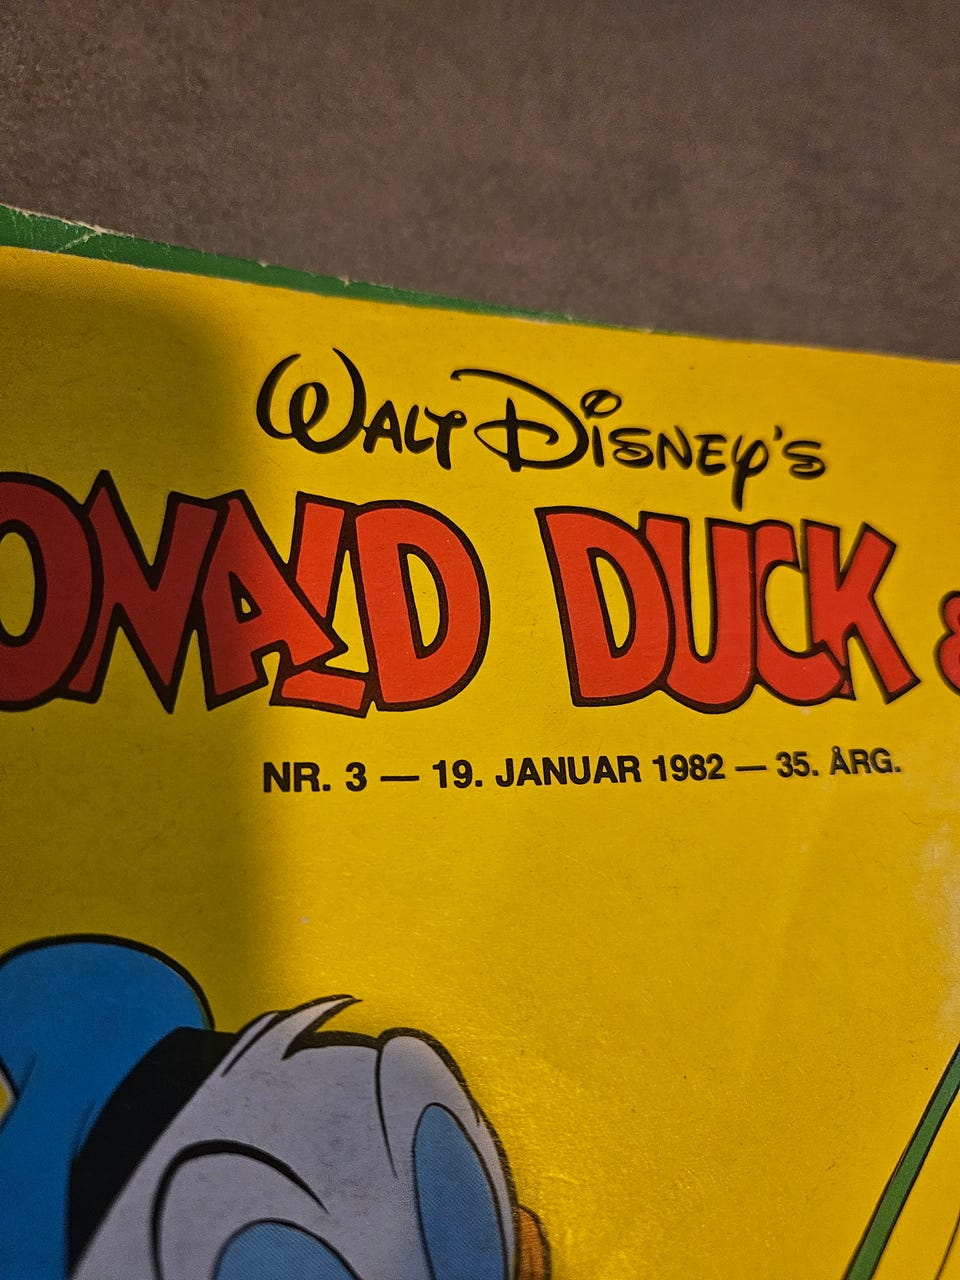 WALT DISNEY'S
ONALD DUCK &
NR. 3 — 19. JANUAR 1982 — 35. ÅRG.